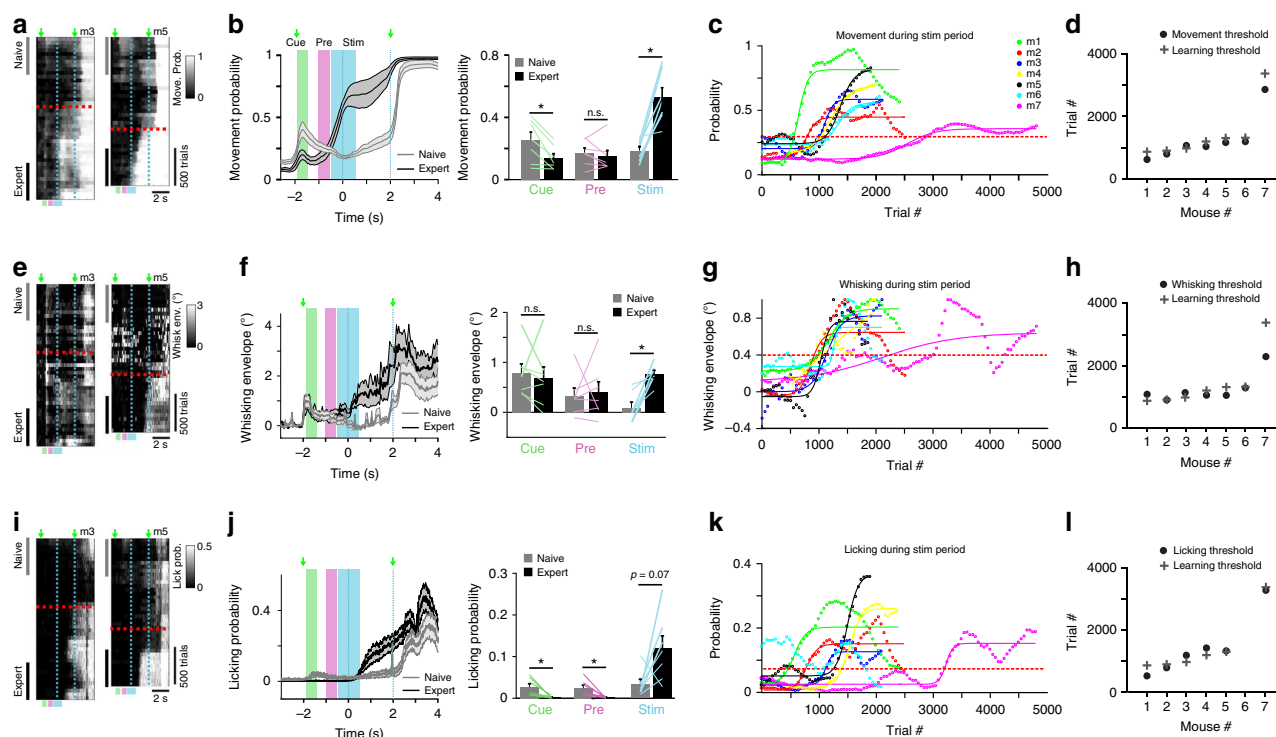 a
m3
m5
Naive
Expert
1
0
Move. Prob.
500 trials
2 s
b
Cue
Pre
Stim
1
0.5
0
Movement probability
Naive
Expert
−2
0
2
4
Time (s)
0.8
0.4
0
Movement probability
Naive
Expert
*
n.s.
*
Cue
Pre
Stim
c
Movement during stim period
1
0.5
0
Probability
m1
m2
m3
m4
m5
m6
m7
0
1000
2000
3000
4000
5000
Trial #
d
Movement threshold
Learning threshold
4000
2000
0
Trial #
1 2 3 4 5 6 7
Mouse #
e
m3
m5
Naive
Expert
3
0
Whisk env. (°)
500 trials
2 s
f
4
2
0
Whisking envelope (°)
Naive
Expert
−2
0
2
4
Time (s)
2
1
0
Whisking envelope (°)
Naive
Expert
n.s.
n.s.
*
Cue
Pre
Stim
g
Whisking during stim period
0.8
0.4
0
−0.4
Whisking envelope (°)
0
1000
2000
3000
4000
5000
Trial #
h
Whisking threshold
Learning threshold
4000
2000
0
Trial #
1 2 3 4 5 6 7
Mouse #
i
m3
m5
Naive
Expert
0.5
0
Lick prob.
500 trials
2 s
j
0.4
0
Licking probability
Naive
Expert
−2
0
2
4
Time (s)
0.3
0.2
0.1
0
Licking probability
Naive
Expert
*
*
p = 0.07
Cue
Pre
Stim
k
Licking during stim period
0.4
0.2
0
Probability
1000
2000
3000
4000
5000
Trial #
l
Licking threshold
Learning threshold
4000
2000
0
Trial #
1 2 3 4 5 6 7
Mouse #